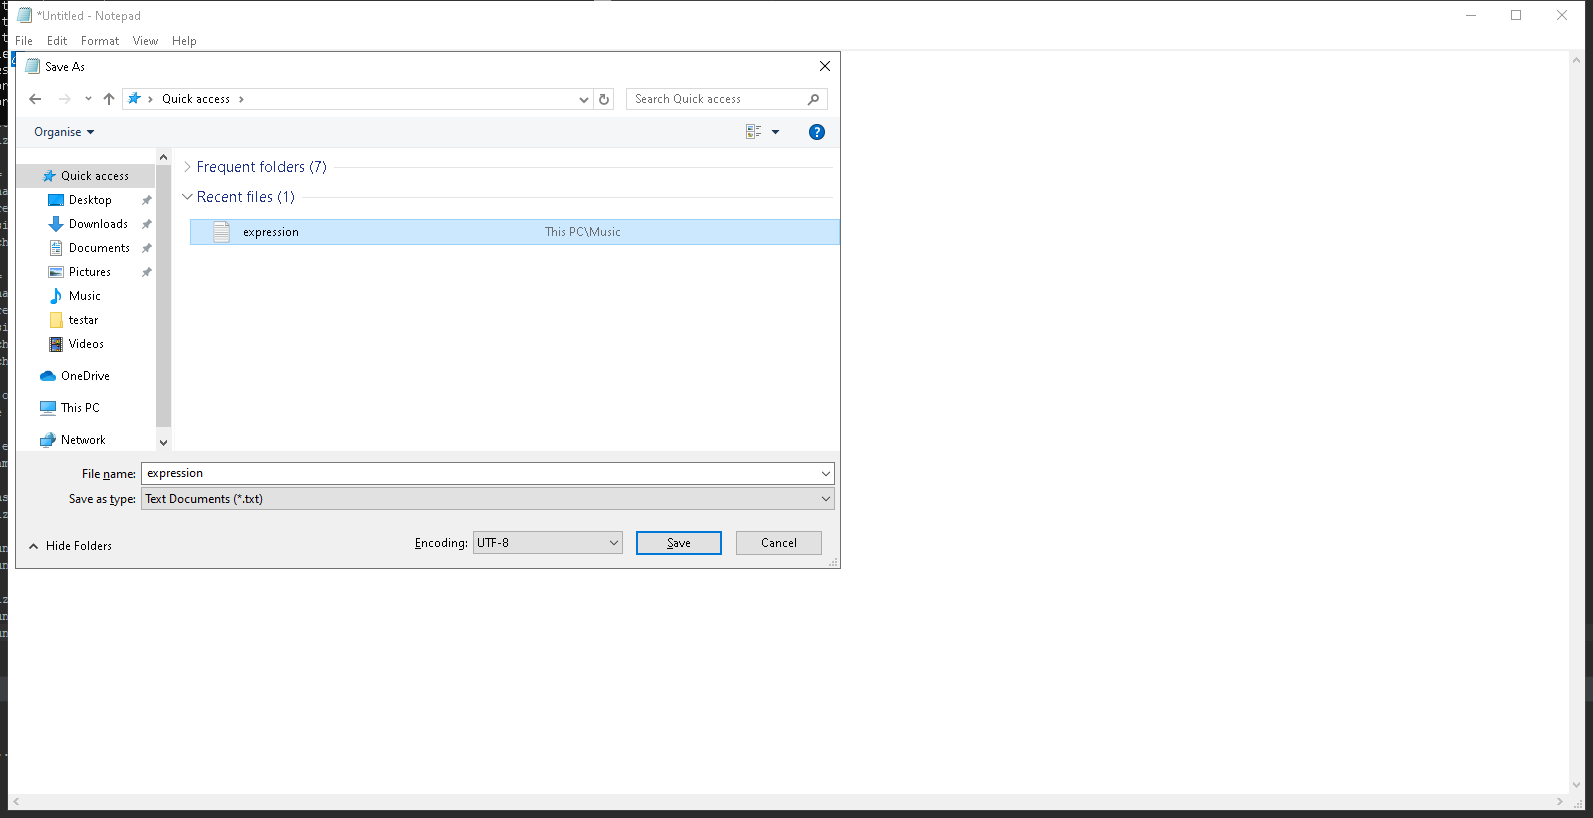 *Untitled - Notepad
File Edit Format View Help
Save As
Quick access
Search Quick access
Organise
Quick access
Desktop
Downloads
Documents
Pictures
Music
testar
Videos
OneDrive
This PC
Network
Frequent folders (7)
Recent files (1)
expression This PC\Music
File name: expression
Save as type: Text Documents (*.txt)
Hide Folders
Encoding: UTF-8
Save
Cancel